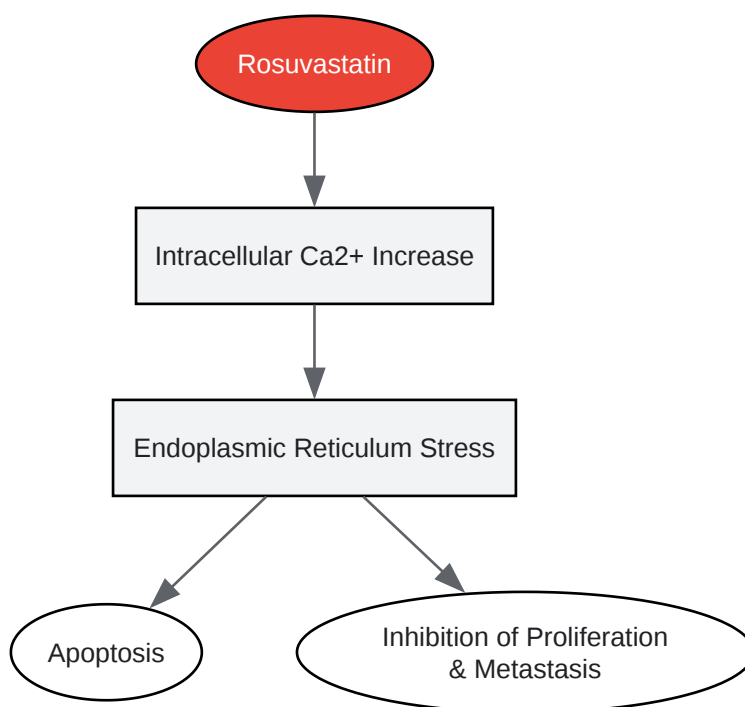 Rosuvastatin
Intracellular Ca2+ Increase
Endoplasmic Reticulum Stress
Apoptosis
Inhibition of Proliferation
& Metastasis